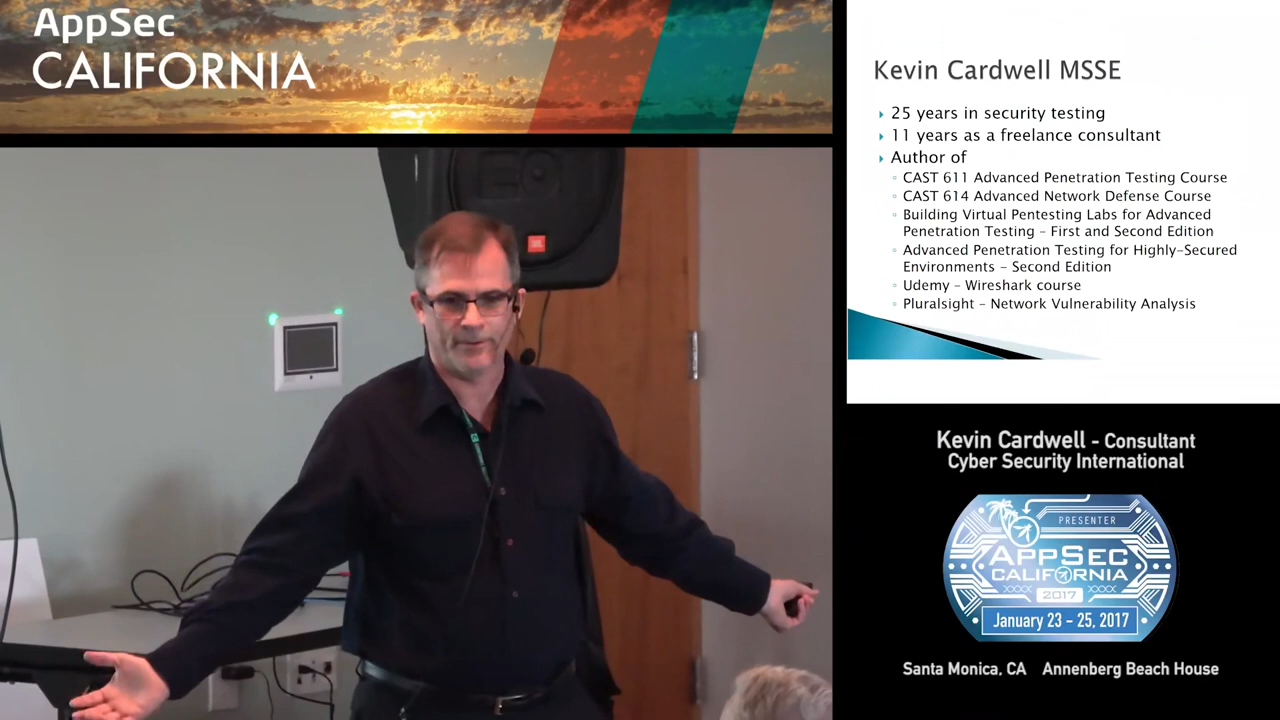 AppSec
CALIFORNIA
JBL
Kevin Cardwell MSSE
25 years in security testing
11 years as a freelance consultant
Author of
CAST 611 Advanced Penetration Testing Course
CAST 614 Advanced Network Defense Course
Building Virtual Pentesting Labs for Advanced
Penetration Testing – First and Second Edition
Advanced Penetration Testing for Highly-Secured
Environments – Second Edition
Udemy – Wireshark course
Pluralsight – Network Vulnerability Analysis
Kevin Cardwell - Consultant
Cyber Security International
PRESENTER
APPSEC
CALIFORNIA
XXXX 2017 XXXX
January 23 - 25, 2017
Santa Monica, CA Annenberg Beach House